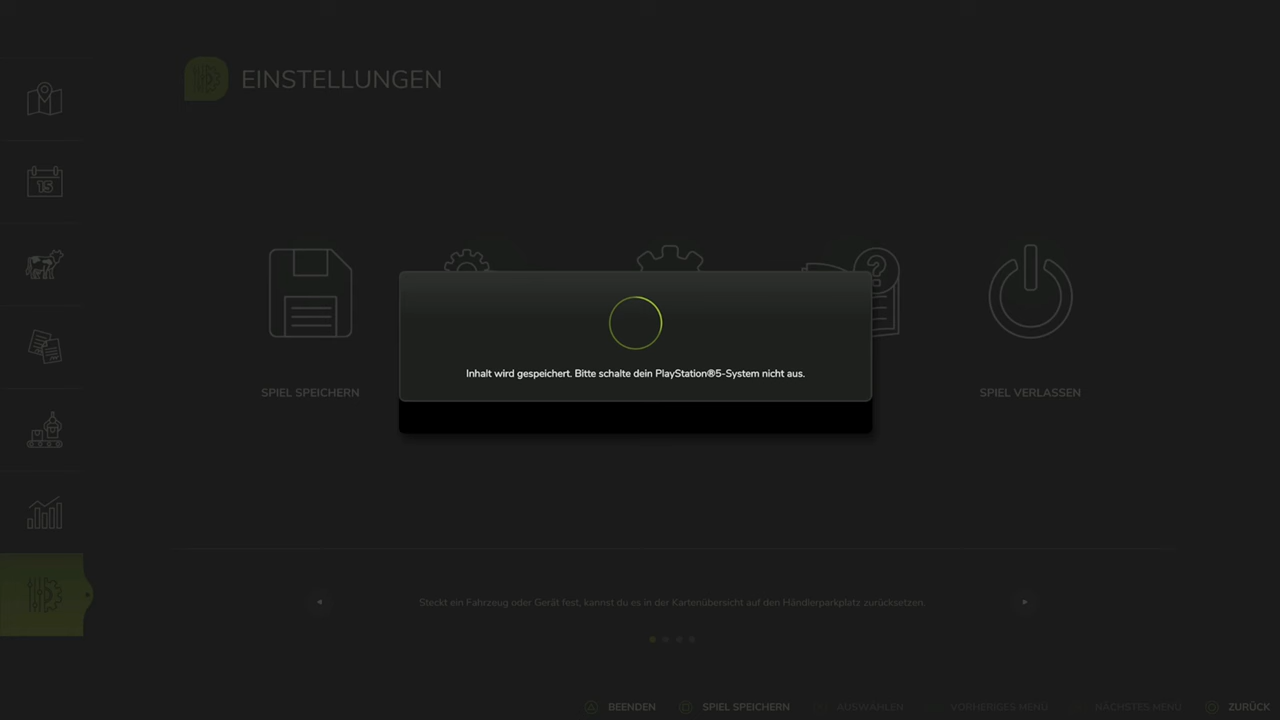 EINSTELLUNGEN
15
?
Inhalt wird gespeichert. Bitte schalte dein PlayStation®5-System nicht aus.
SPIEL SPEICHERN
SPIEL VERLASSEN
Steckt ein Fahrzeug oder Gerät fest, kannst du es in der Kartenübersicht auf den Händlerparkplatz zurücksetzen.
BEENDEN SPIEL SPEICHERN AUSWÄHLEN VORHERIGES MENÜ NÄCHSTES MENÜ ZURÜCK